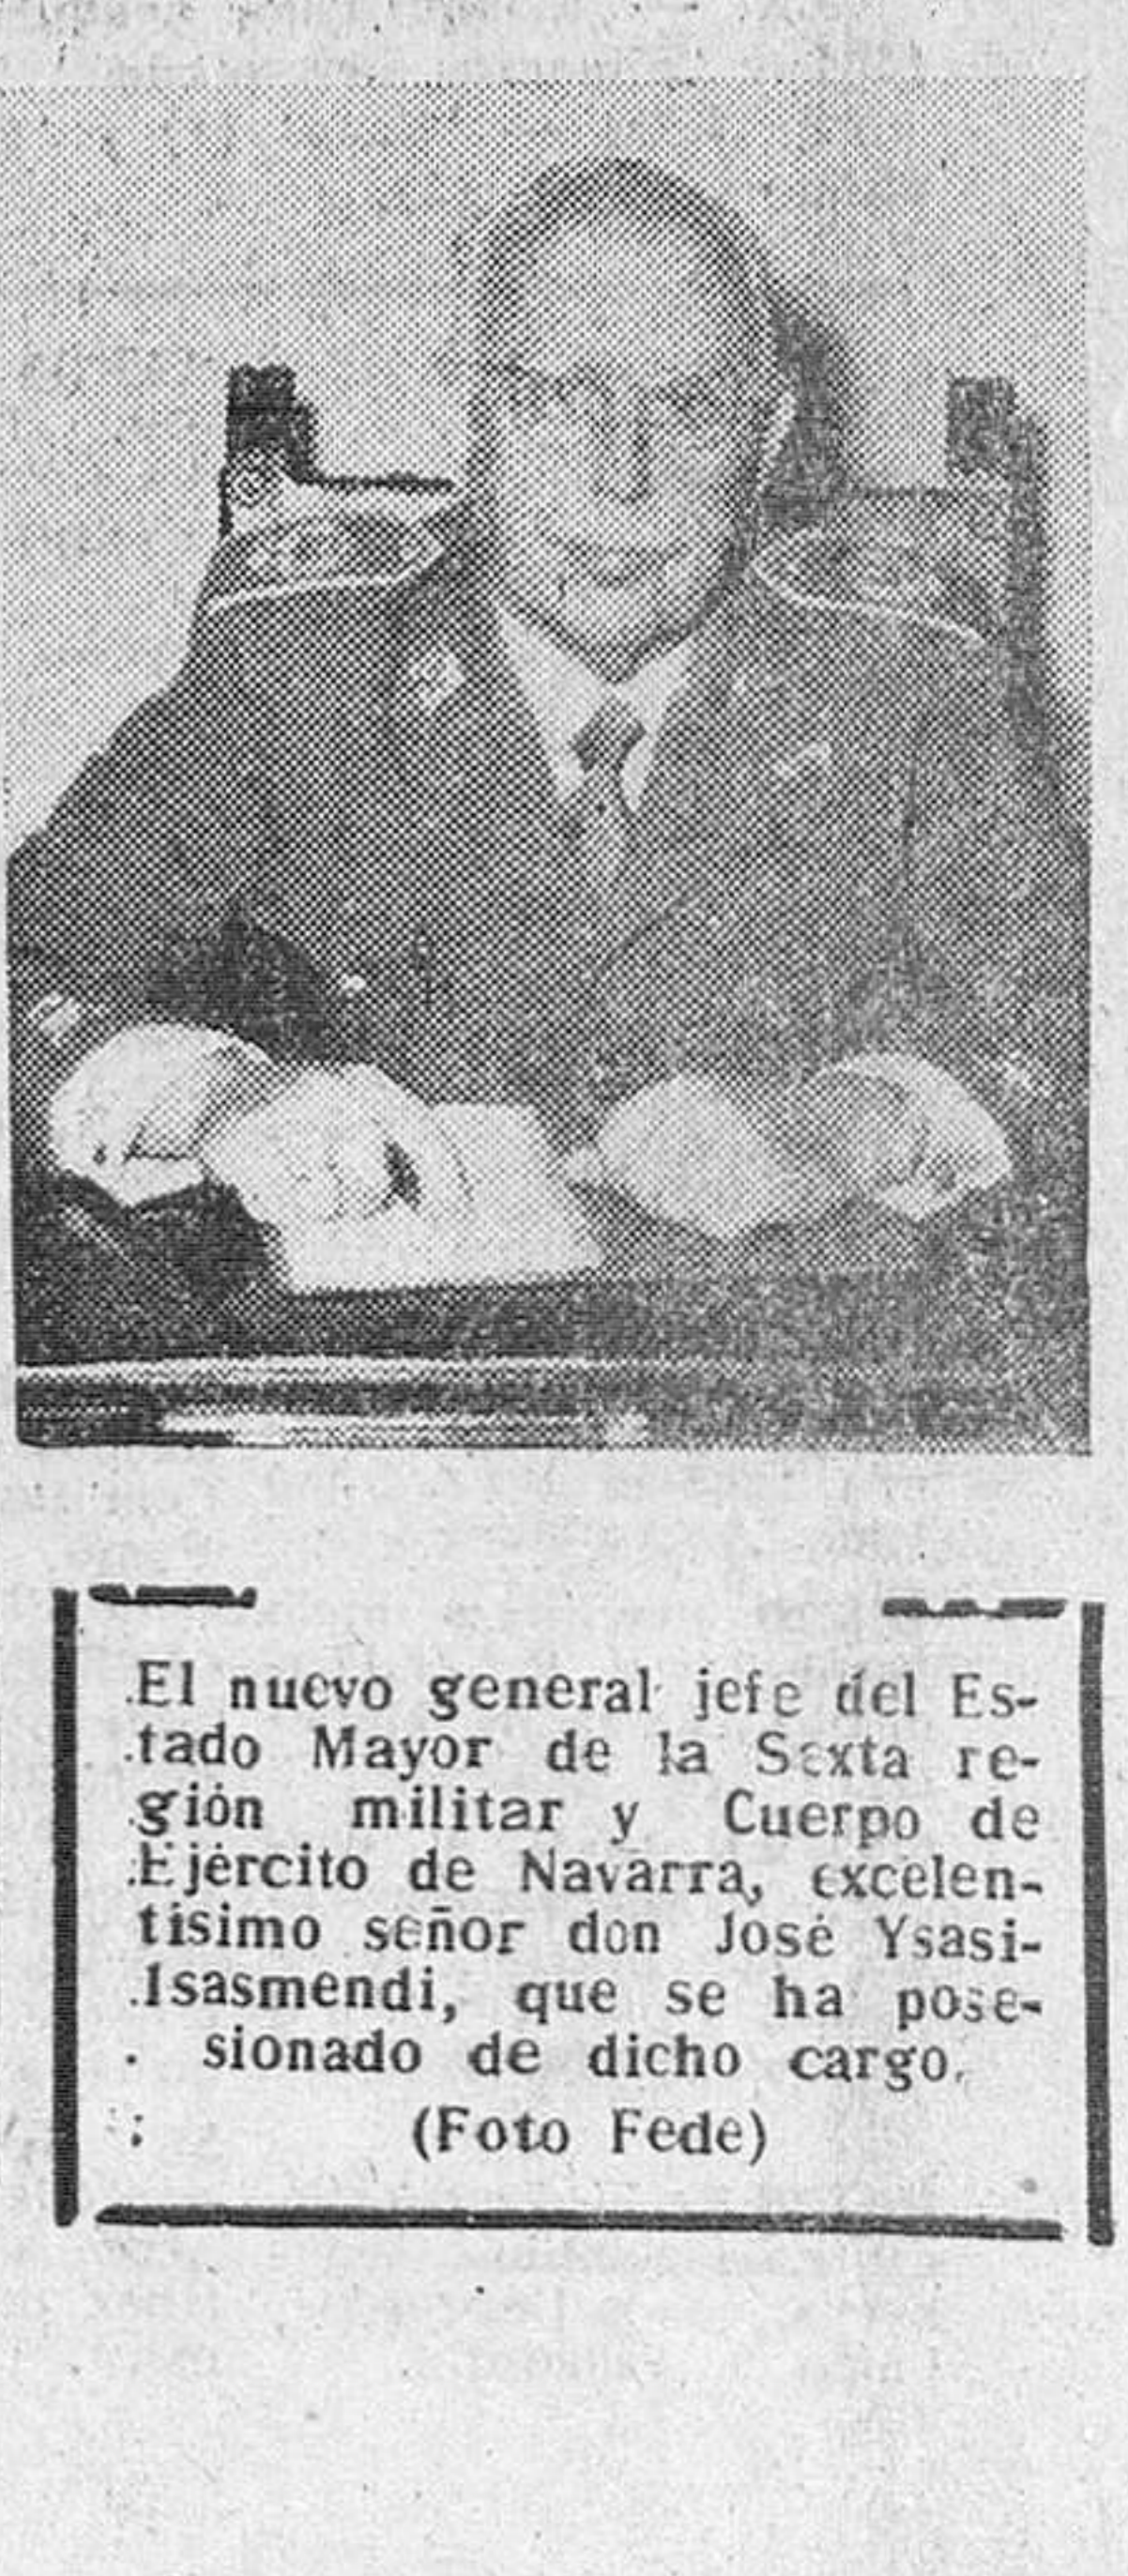 El nuevo general jefe del Es-
tado Mayor de la Sexta re-
gión militar y Cuerpo de
Ejército de Navarra, excelen-
tísimo señor don José Ysasi-
Isasmendi, que se ha pose-
sionado de dicho cargo.
(Foto Fede)